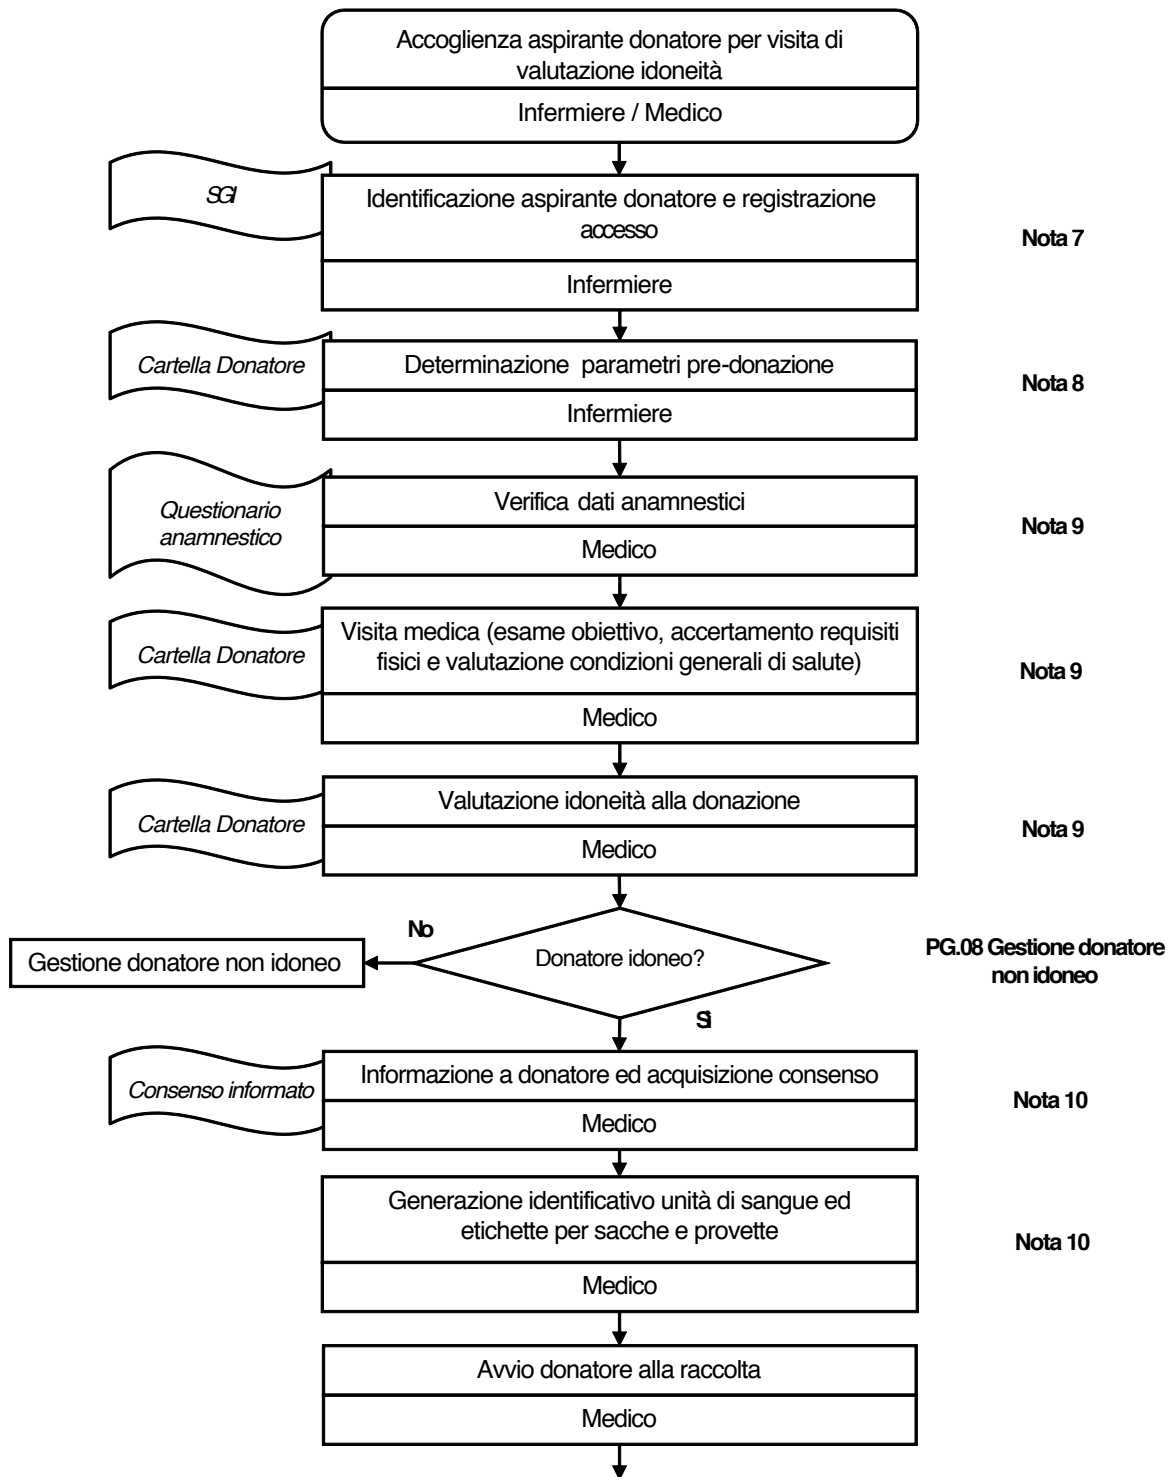 Accoglienza aspirante donatore per visita di
valutazione idoneità
Infermiere / Medico
SGI
Identificazione aspirante donatore e registrazione
accesso
Infermiere
Nota 7
Cartella Donatore
Determinazione parametri pre-donazione
Infermiere
Nota 8
Questionario
anamnestico
Verifica dati anamnestici
Medico
Nota 9
Cartella Donatore
Visita medica (esame obiettivo, accertamento requisiti
fisici e valutazione condizioni generali di salute)
Medico
Nota 9
Cartella Donatore
Valutazione idoneità alla donazione
Medico
Nota 9
No
Gestione donatore non idoneo
Donatore idoneo?
PG.08 Gestione donatore
non idoneo
Si
Consenso informato
Informazione a donatore ed acquisizione consenso
Medico
Nota 10
Generazione identificativo unità di sangue ed
etichette per sacche e provette
Medico
Nota 10
Avvio donatore alla raccolta
Medico